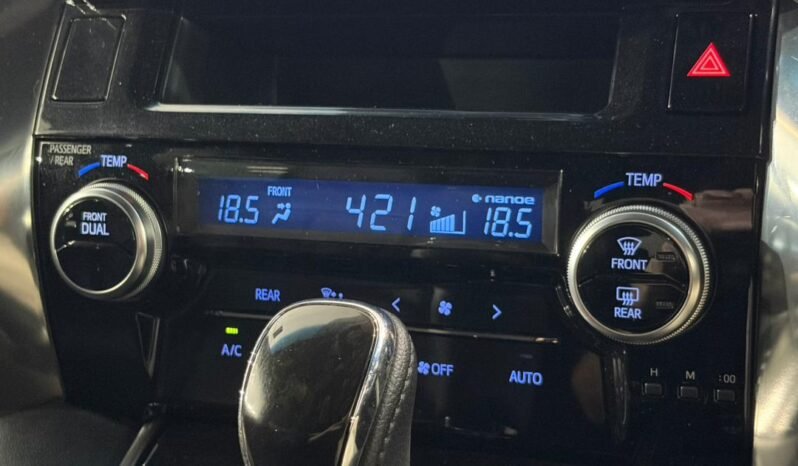 PASSENGER
/ REAR
TEMP
FRONT
DUAL
18.5
FRONT
421
nanoe
18.5
TEMP
FRONT
REAR
REAR
A/C
OFF
AUTO
H
M
:00